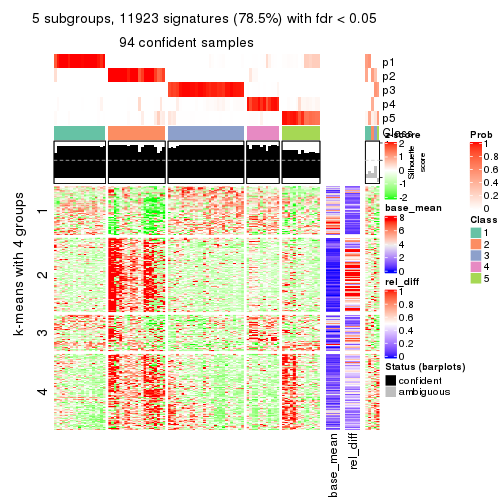 5 subgroups, 11923 signatures (78.5%) with fdr < 0.05
94 confident samples
p1
p2
p3
p4
p5
Class
Silhouette
score
k-means with 4 groups
1
2
3
4
base_mean
rel_diff
z-score
2
1
0
-1
-2
base_mean
8
6
4
2
0
rel_diff
1
0.8
0.6
0.4
0.2
0
Status (barplots)
confident
ambiguous
Prob
1
0.8
0.6
0.4
0.2
0
Class
1
2
3
4
5